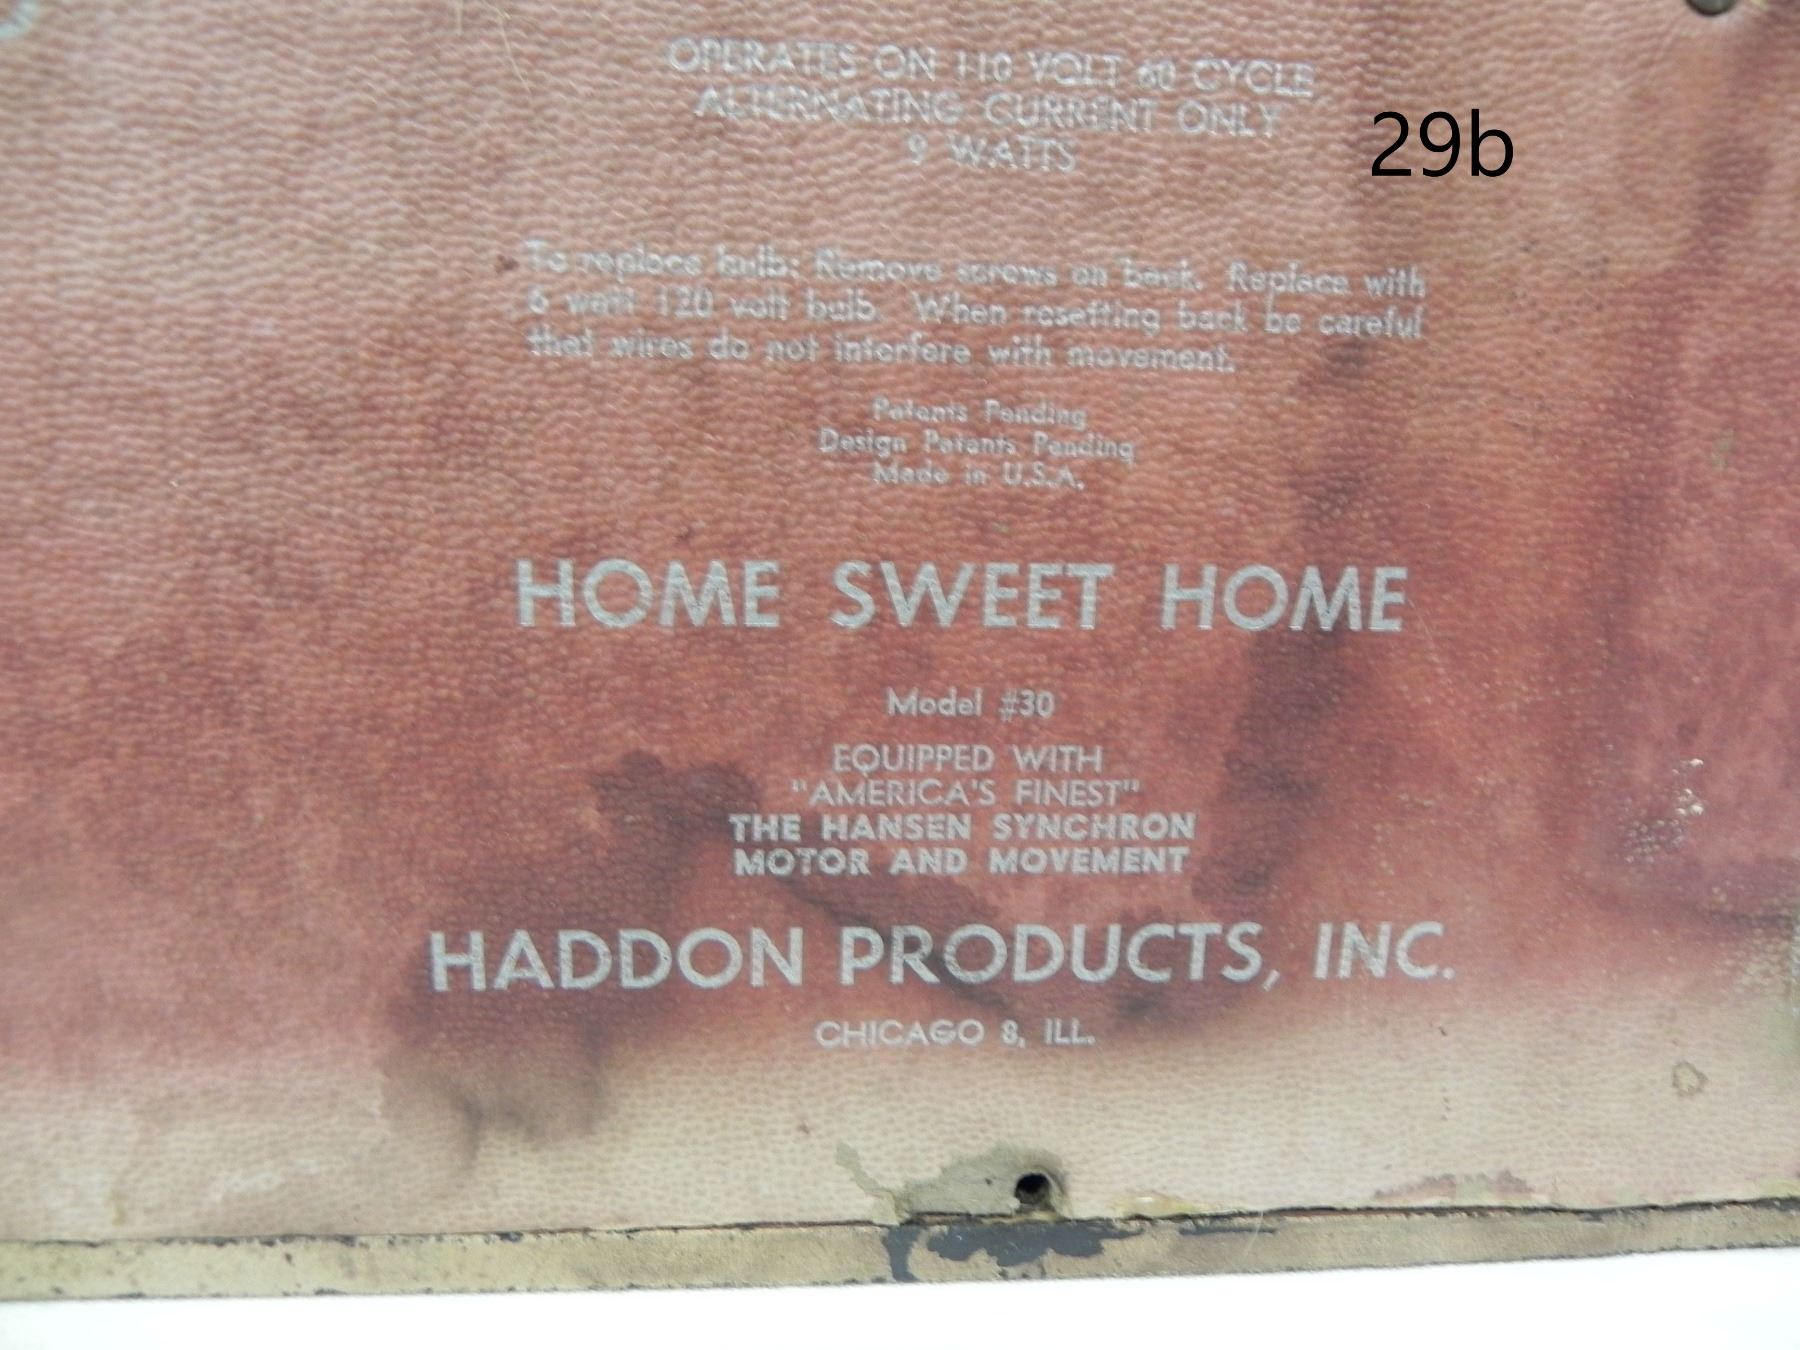 OPERATES ON 110 VOLT 60 CYCLE
ALTERNATING CURRENT ONLY
9 WATTS
29b
To replace bulb: Remove screws on back. Replace with
6 watt 120 volt bulb. When resetting back be careful
that wires do not interfere with movement.
Patents Pending
Design Patents Pending
Made in U.S.A.
HOME SWEET HOME
Model #30
EQUIPPED WITH
"AMERICA'S FINEST"
THE HANSEN SYNCHRON
MOTOR AND MOVEMENT
HADDON PRODUCTS, INC.
CHICAGO 8, ILL.